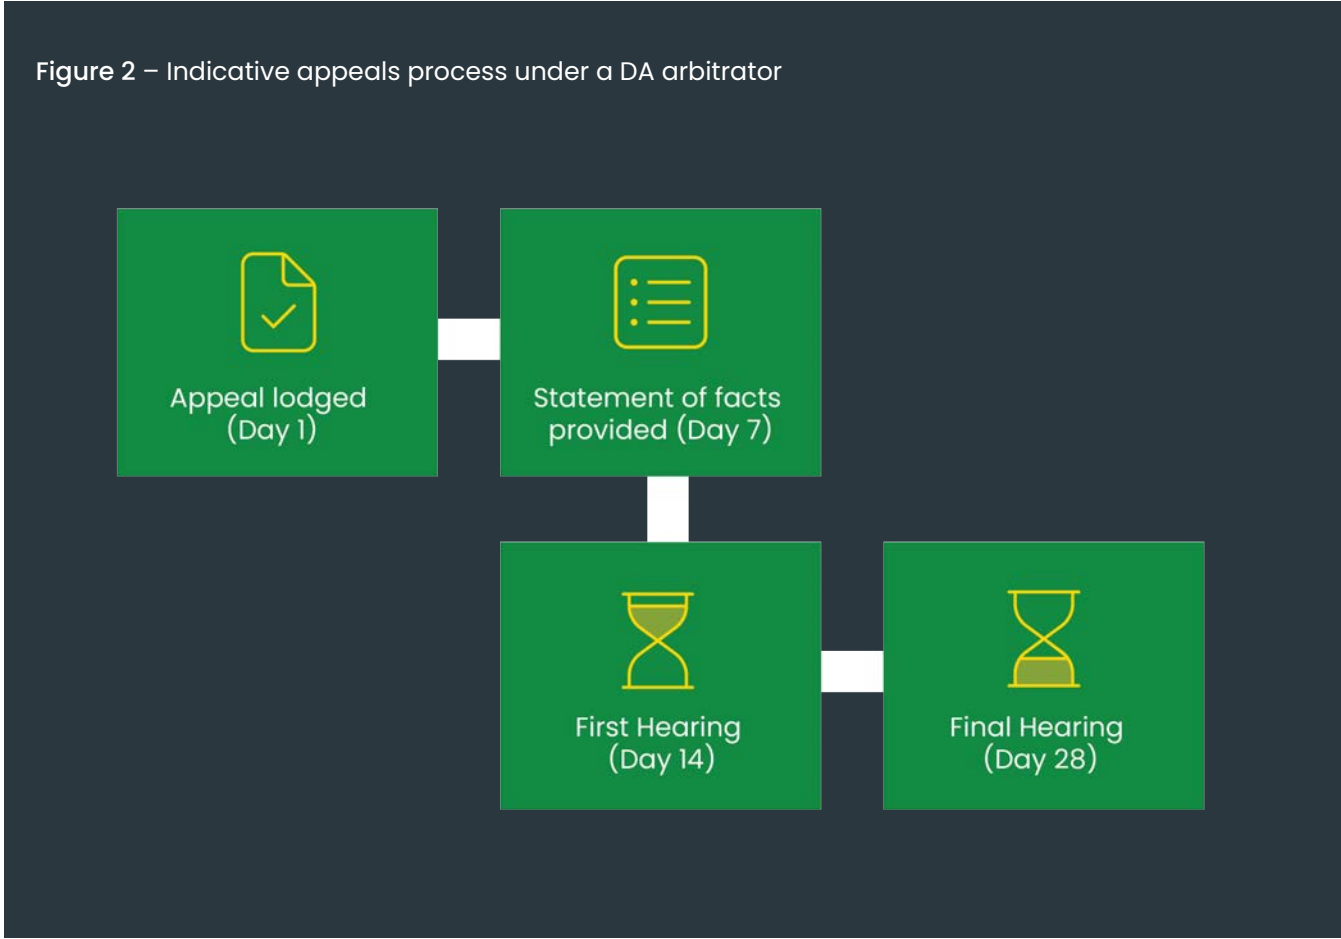 Figure 2 – Indicative appeals process under a DA arbitrator
Appeal lodged
(Day 1)
Statement of facts
provided (Day 7)
First Hearing
(Day 14)
Final Hearing
(Day 28)